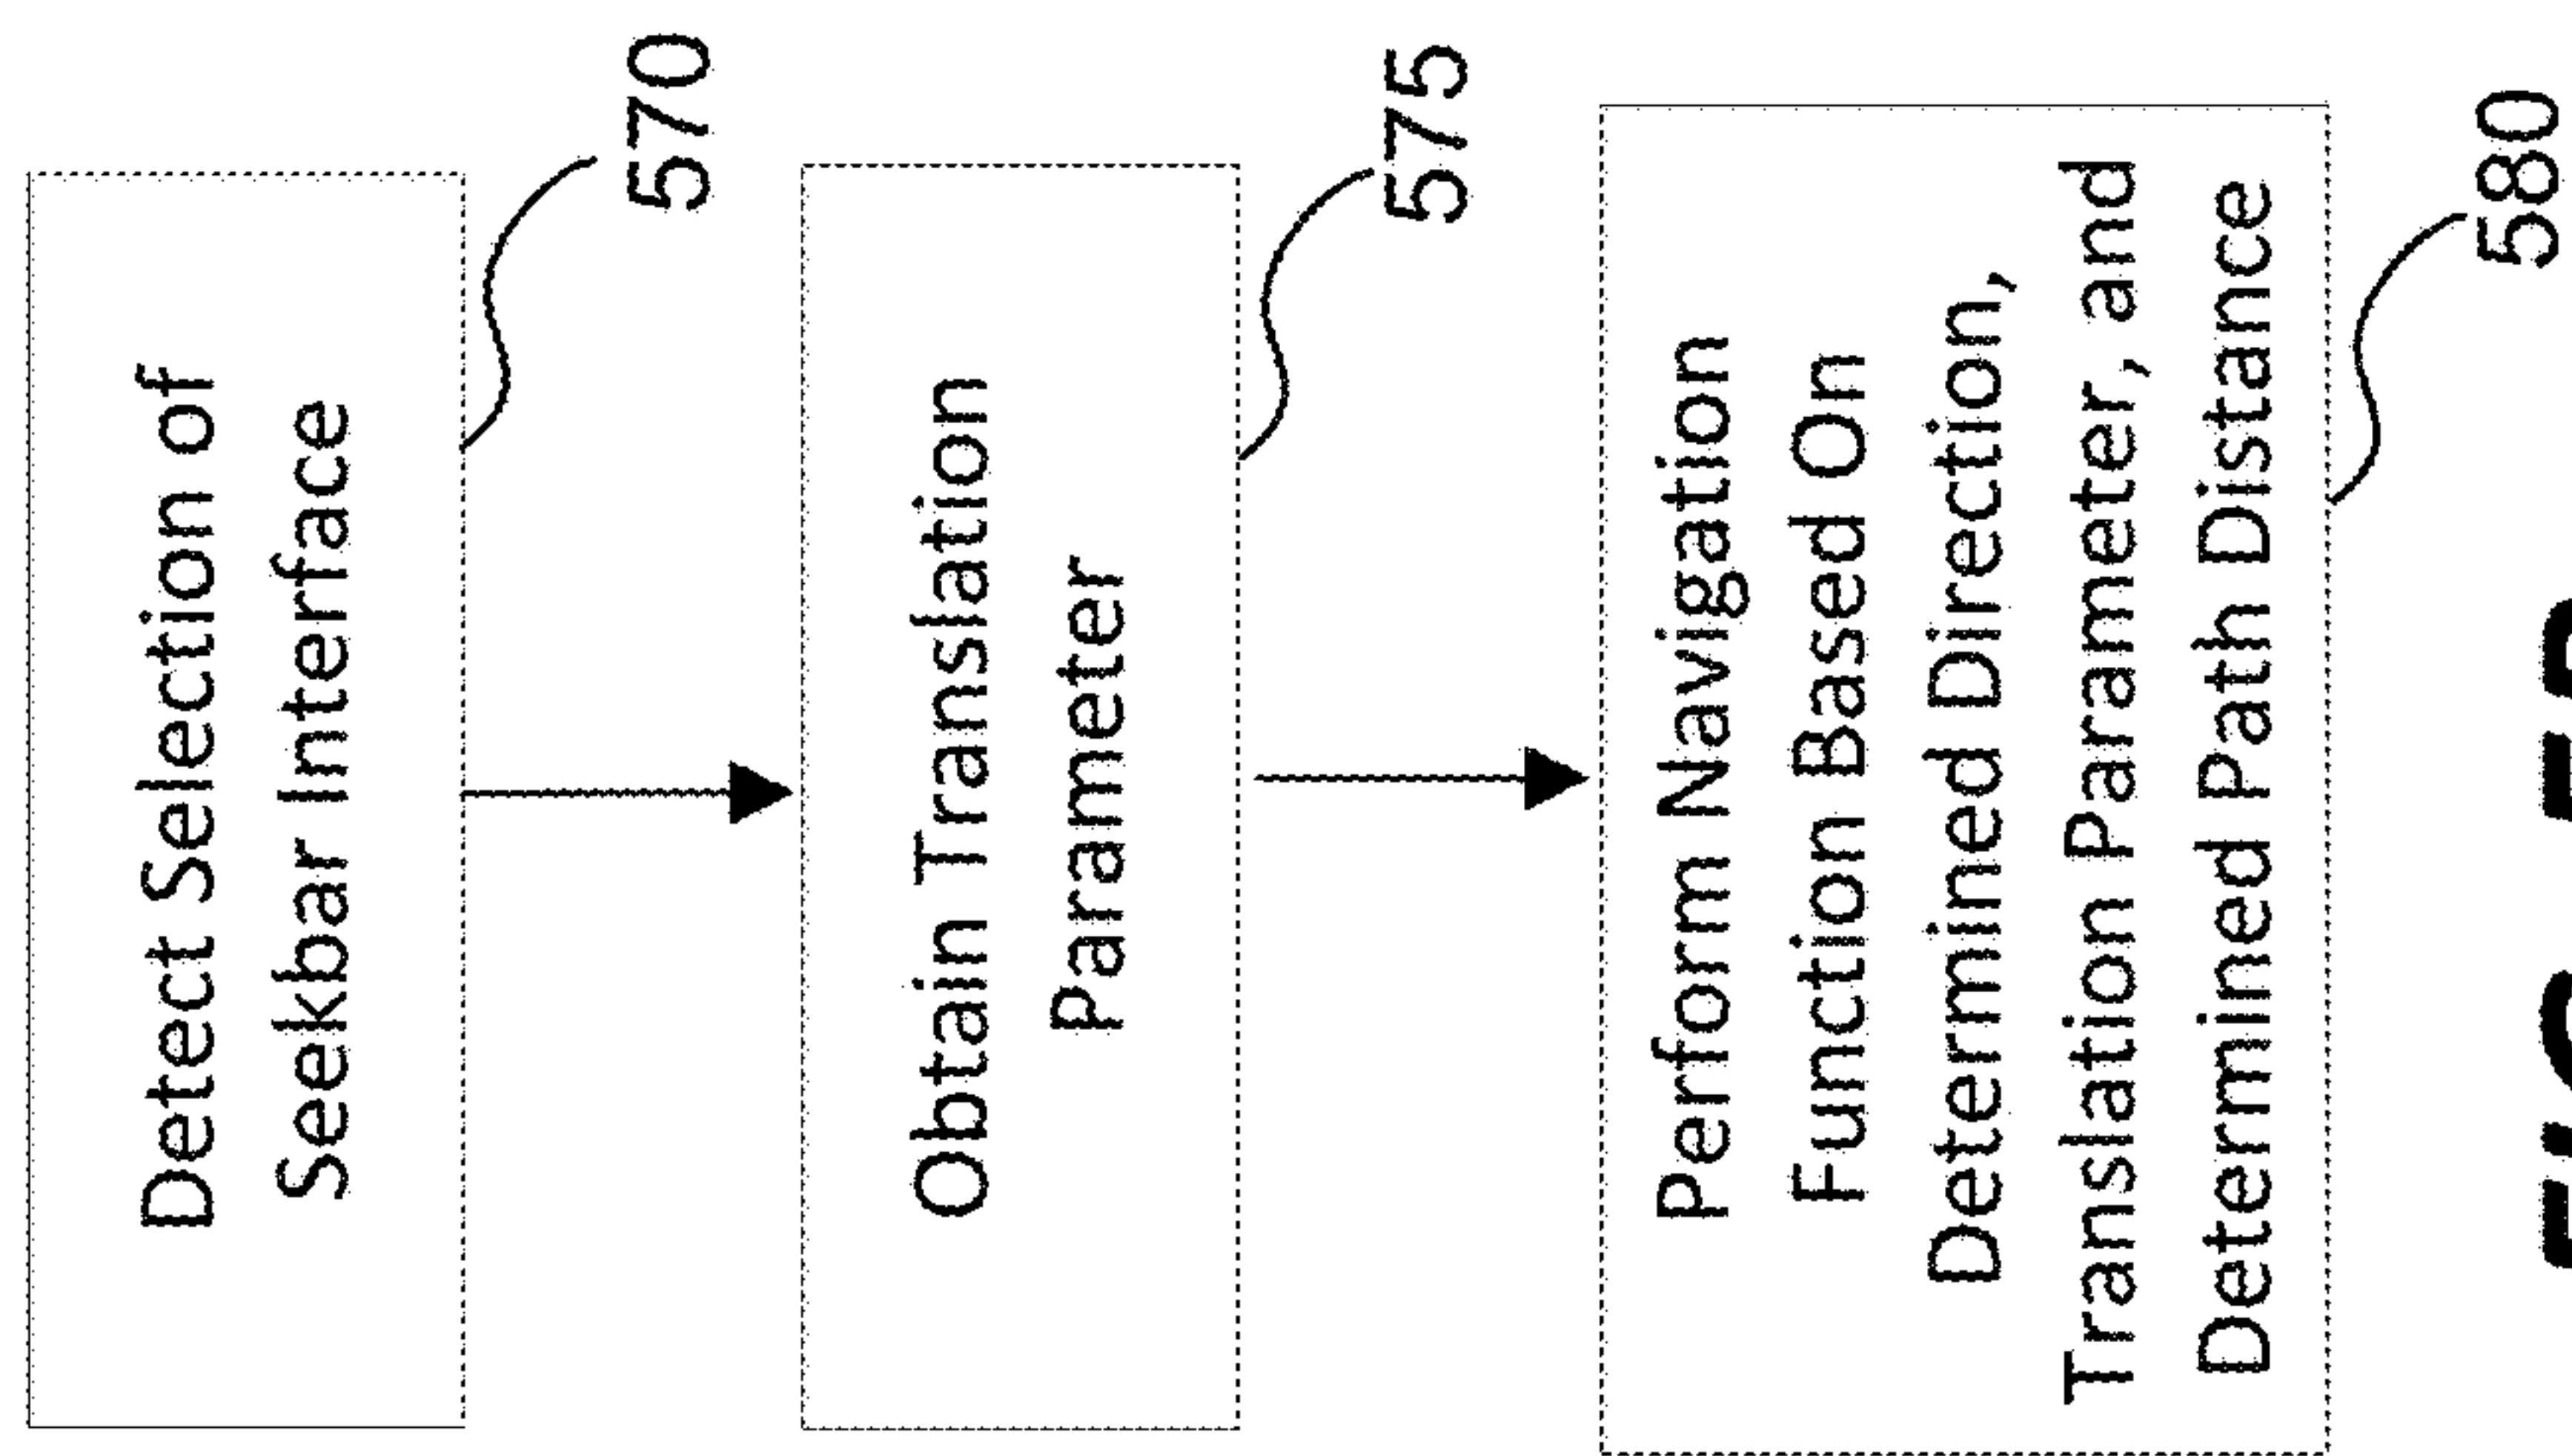 Detect Selection of
Seekbar Interface
570
Obtain Translation
Parameter
575
Perform Navigation
Function Based On
Determined Direction,
Translation Parameter, and
Determined Path Distance
580